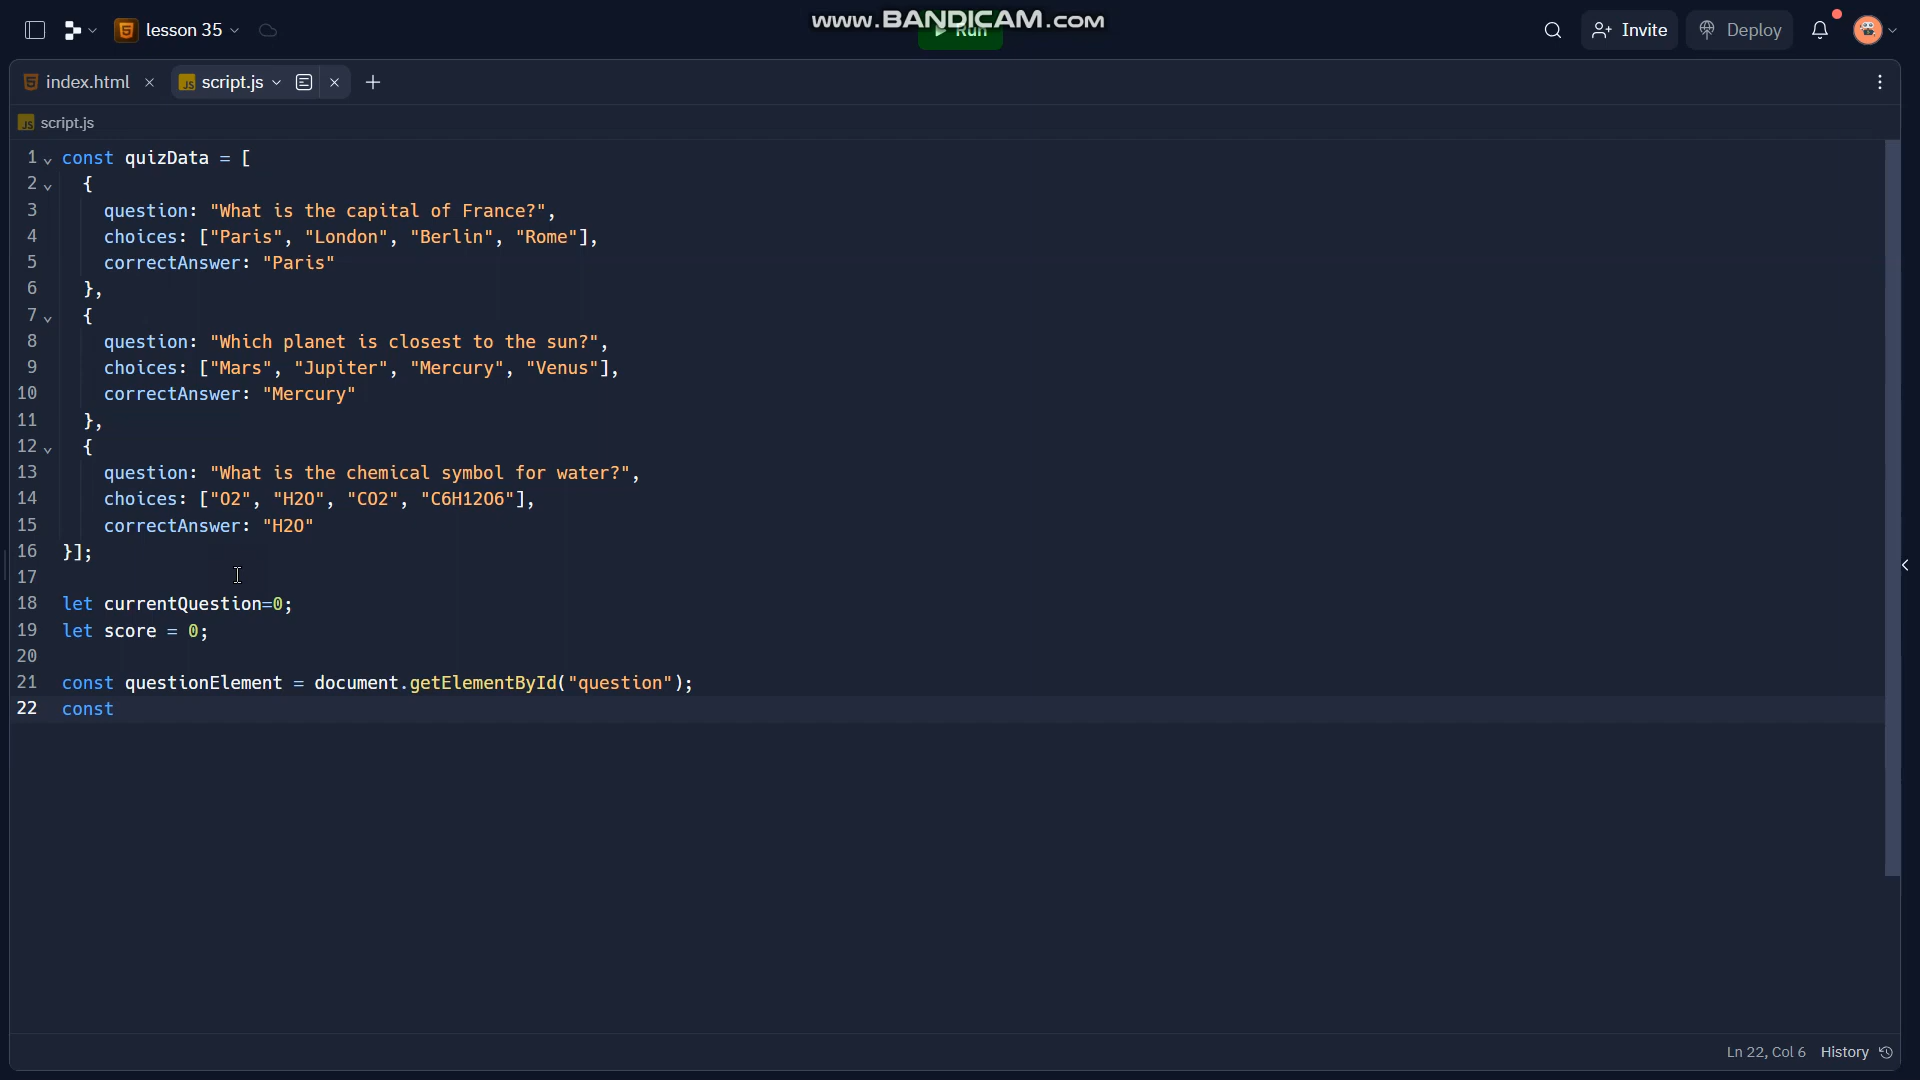 lesson 35
www.BANDICAM.com
Run
Invite
Deploy
index.html
script.js
script.js
1 const quizData = [
2 {
3 question: "What is the capital of France?",
4 choices: ["Paris", "London", "Berlin", "Rome"],
5 correctAnswer: "Paris"
6 },
7 {
8 question: "Which planet is closest to the sun?",
9 choices: ["Mars", "Jupiter", "Mercury", "Venus"],
10 correctAnswer: "Mercury"
11 },
12 {
13 question: "What is the chemical symbol for water?",
14 choices: ["O2", "H2O", "CO2", "C6H12O6"],
15 correctAnswer: "H2O"
16 }];
17
18 let currentQuestion=0;
19 let score = 0;
20
21 const questionElement = document.getElementById("question");
22 const
Ln 22, Col 6 History